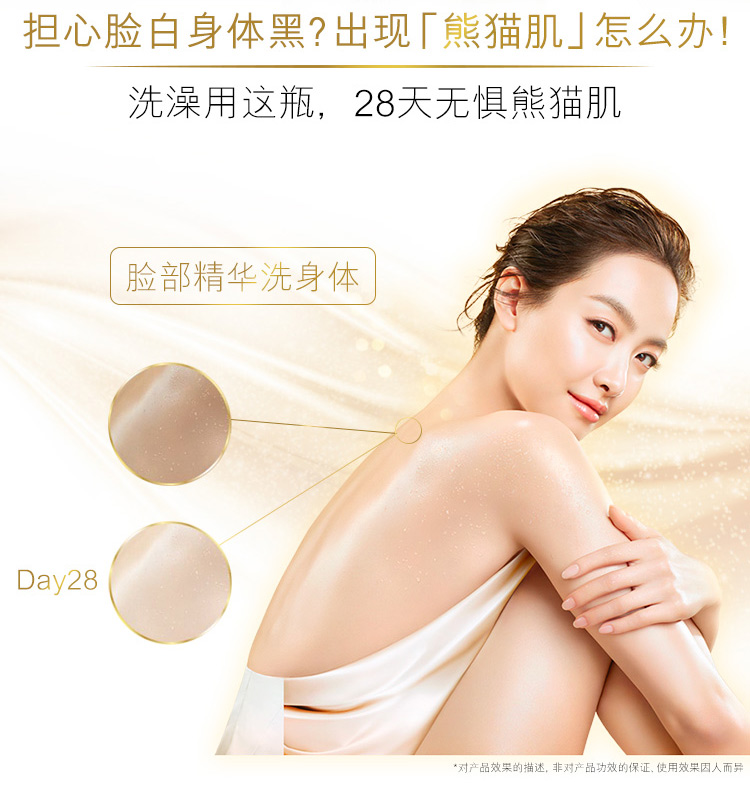 担心脸白身体黑?出现「熊猫肌」怎么办!
洗澡用这瓶, 28天无惧熊猫肌
脸部精华洗身体
Day28
*对产品效果的描述, 非对产品功效的保证, 使用效果因人而异